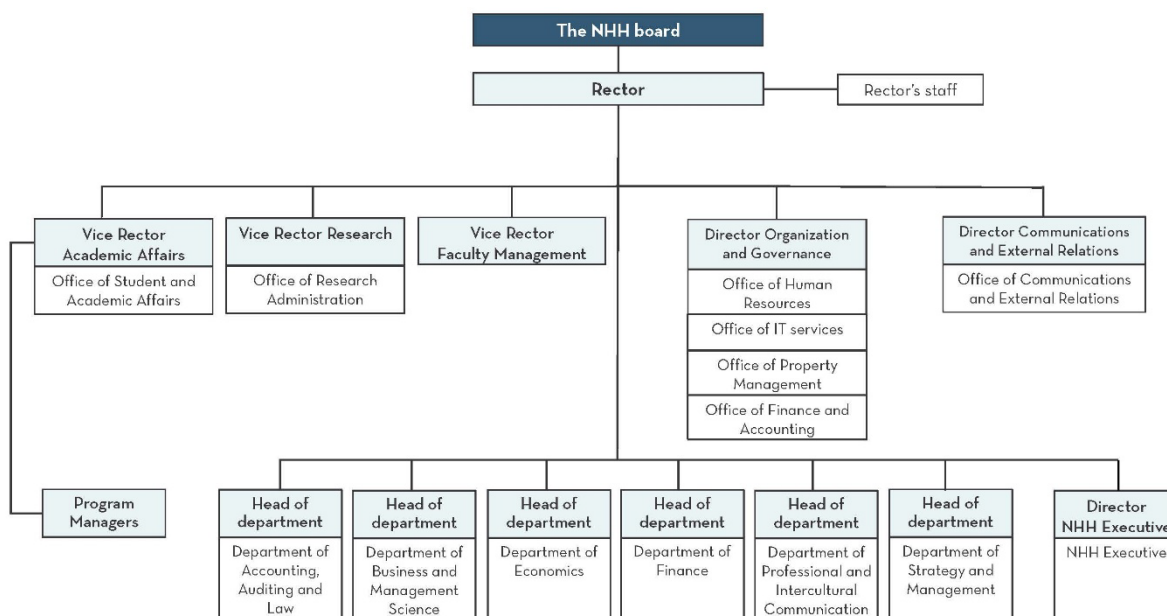 The NHH board
Rector
Rector's staff
Vice Rector
Academic Affairs
Office of Student and
Academic Affairs
Vice Rector Research
Office of Research
Administration
Vice Rector
Faculty Management
Director Organization
and Governance
Office of Human
Resources
Office of IT services
Office of Property
Management
Office of Finance and
Accounting
Director Communications
and External Relations
Office of Communications
and External Relations
Program
Managers
Head of
department
Department of
Accounting,
Auditing and
Law
Head of
department
Department of
Business and
Management
Science
Head of
department
Department of
Economics
Head of
department
Department of
Finance
Head of
department
Department of
Professional and
Intercultural
Communication
Head of
department
Department of
Strategy and
Management
Director
NHH Executive
NHH Executive